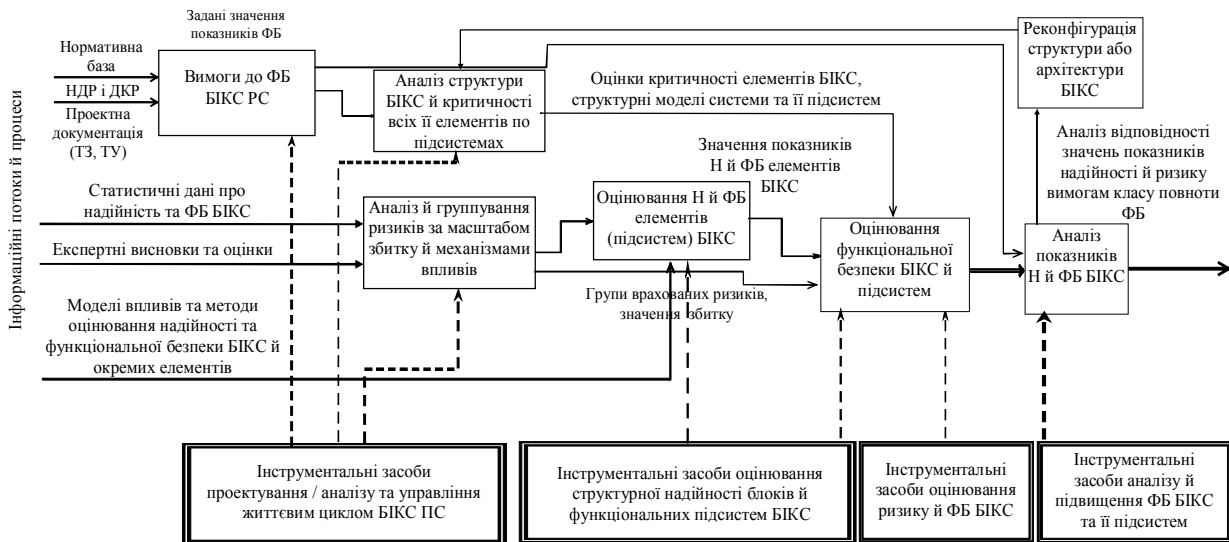 Інформаційні потоки й процеси
Задані значення
показників ФБ
Нормативна
база
НДР і ДКР
Проектна
документація
(ТЗ, ТУ)
Вимоги до ФБ
БІКС РС
Аналіз структури
БІКС й критичності
всіх її елементів по
підсистемах
Оцінки критичності елементів БІКС,
структурні моделі системи та її підсистем
Реконфігурація
структури або
архітектури
БІКС
Аналіз відповідності
значень показників
надійності й ризику
вимогам класу повноти
ФБ
Значення показників
Н й ФБ елементів
БІКС
Статистичні дані про
надійність та ФБ БІКС
Експертні висновки та оцінки
Моделі впливів та методи
оцінювання надійності та
функціональної безпеки БІКС й
окремих елементів
Аналіз й группування
ризиків за масштабом
збитку й механізмами
впливів
Оцінювання Н й ФБ
елементів
(підсистем) БІКС
Групи врахованих ризиків,
значення збитку
Оцінювання
функціональної
безпеки БІКС й
підсистем
Аналіз
показників
Н й ФБ БІКС
Інструментальні засоби
проектування / аналізу та управління
життєвим циклом БІКС ПС
Інструментальні засоби оцінювання
структурної надійності блоків й
функціональних підсистем БІКС
Інструментальні
засоби оцінювання
ризику й ФБ БІКС
Інструментальні
засоби аналізу й
підвищення ФБ БІКС
та її підсистем